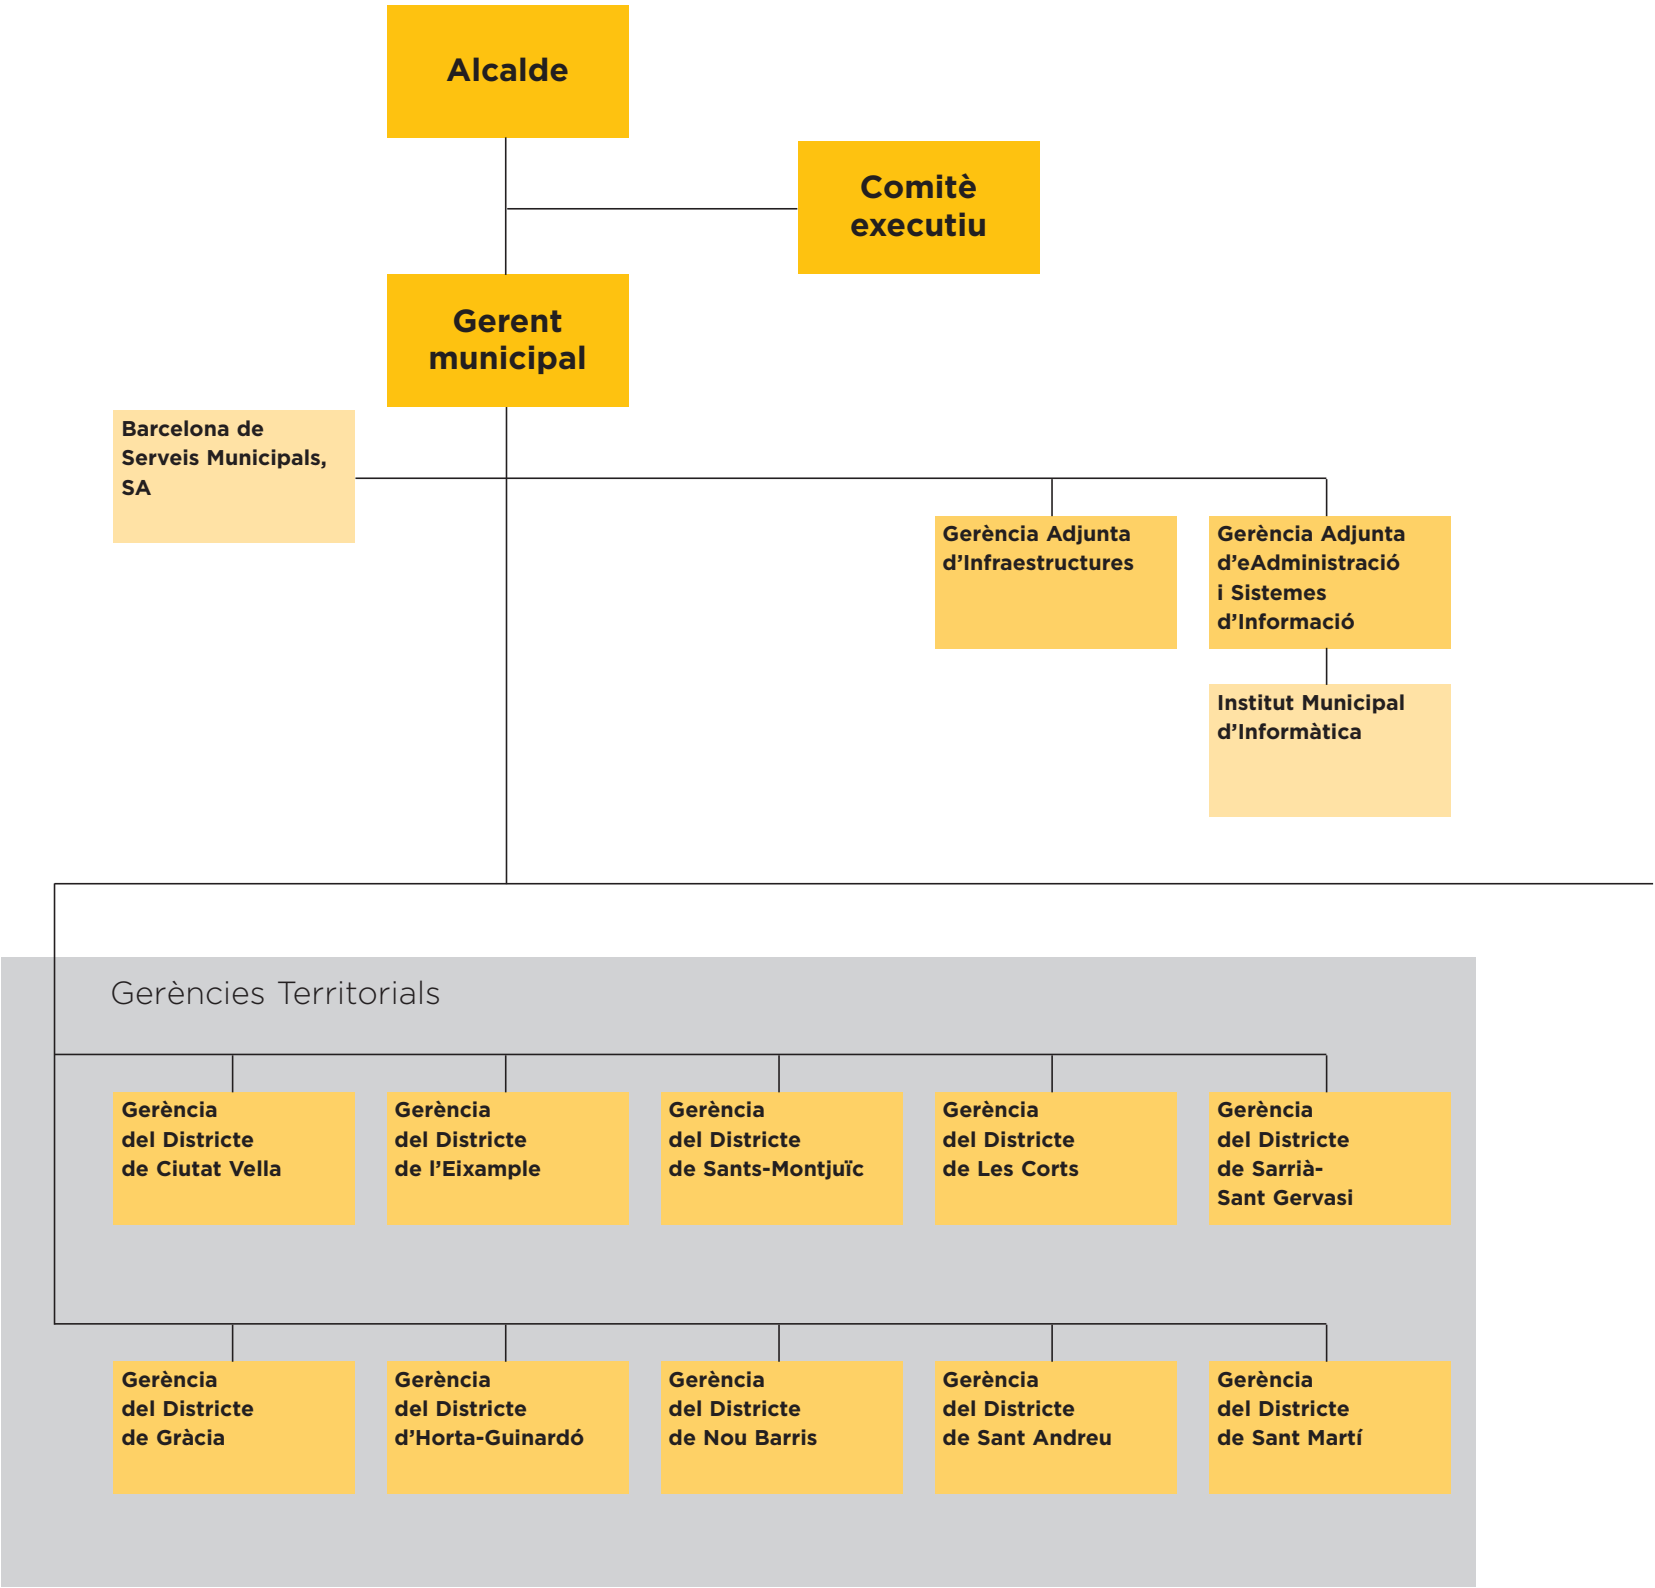 Alcalde
Comitè
executiu
Gerent
municipal
Barcelona de
Serveis Municipals,
SA
Gerència Adjunta
d’Infraestructures
Gerència Adjunta
d’eAdministració
i Sistemes
d’Informació
Institut Municipal
d’Informàtica
Gerències Territorials
Gerència
del Districte
de Ciutat Vella
Gerència
del Districte
de l’Eixample
Gerència
del Districte
de Sants-Montjuïc
Gerència
del Districte
de Les Corts
Gerència
del Districte
de Sarrià-
Sant Gervasi
Gerència
del Districte
de Gràcia
Gerència
del Districte
d’Horta-Guinardó
Gerència
del Districte
de Nou Barris
Gerència
del Districte
de Sant Andreu
Gerència
del Districte
de Sant Martí